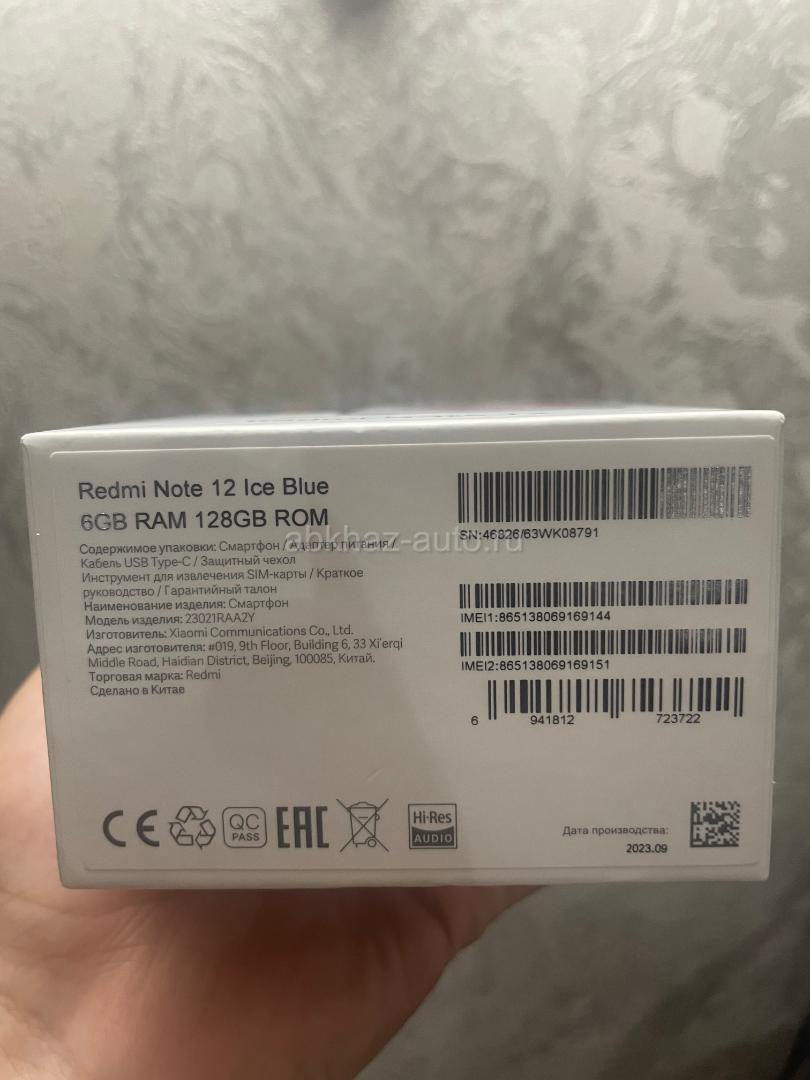 Redmi Note 12 Ice Blue
6GB RAM 128GB ROM
Содержимое упаковки: Смартфон / Адаптер питания /
Кабель USB Type-C / Защитный чехол
Инструмент для извлечения SIM-карты / Краткое
руководство / Гарантийный талон
Наименование изделия: Смартфон
Модель изделия: 23021RAA2Y
Изготовитель: Xiaomi Communications Co., Ltd.
Адрес изготовителя: #019, 9th Floor, Building 6, 33 Xi'erqi
Middle Road, Haidian District, Beijing, 100085, Китай.
Торговая марка: Redmi
Сделано в Китае
SN:46826/63WK08791
IMEI1:865138069169144
IMEI2:865138069169151
6 941812 723722
abkhaz-auto.ru
CE
QC
PASS
EAC
Hi-Res
AUDIO
Дата производства:
2023.09